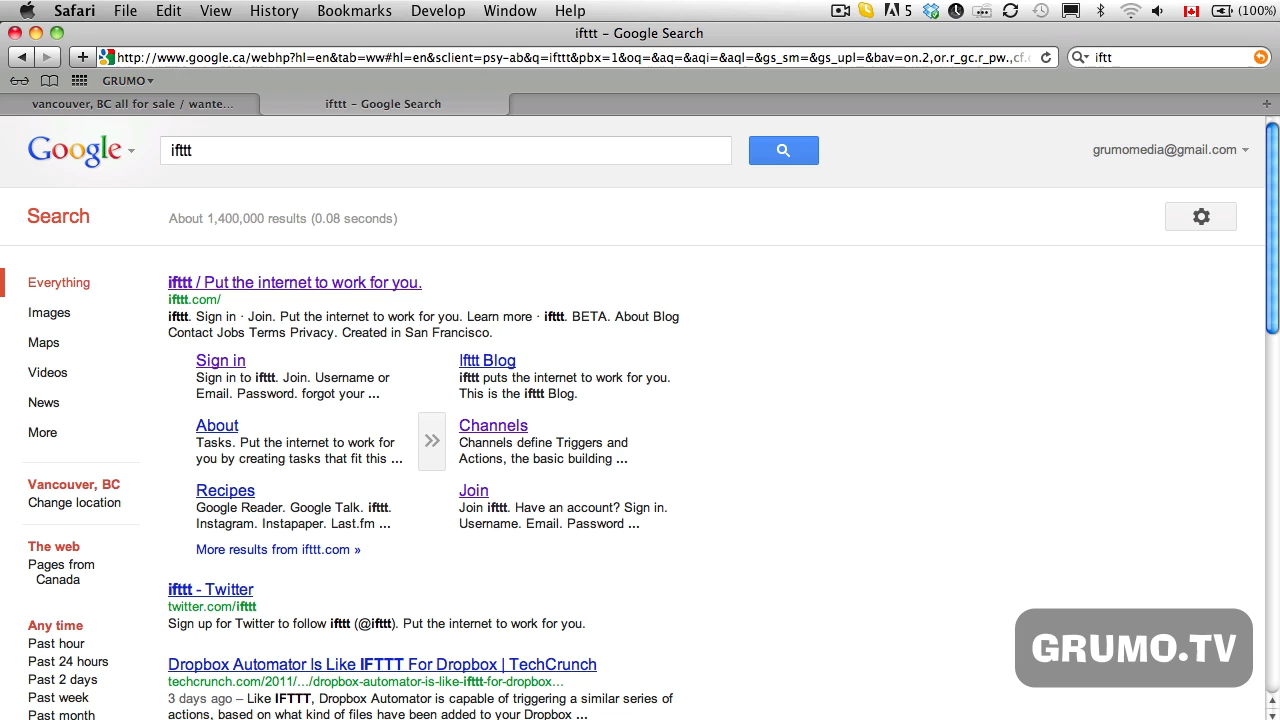 Safari File Edit View History Bookmarks Develop Window Help 5 (100%)
ifttt – Google Search
http://www.google.ca/webhp?hl=en&tab=ww#hl=en&sclient=psy-ab&q=ifttt&pbx=1&oq=&aq=&aqi=&aql=&gs_sm=&gs_upl=&bav=on.2,or.r_gc.r_pw.,cf. iftt
GRUMO
vancouver, BC all for sale / wante... ifttt – Google Search
Google ifttt grumomedia@gmail.com
Search About 1,400,000 results (0.08 seconds)
Everything
Images
Maps
Videos
News
More
Vancouver, BC
Change location
The web
Pages from
Canada
Any time
Past hour
Past 24 hours
Past 2 days
Past week
Past month
ifttt / Put the internet to work for you.
ifttt.com/
ifttt. Sign in · Join. Put the internet to work for you. Learn more · ifttt. BETA. About Blog
Contact Jobs Terms Privacy. Created in San Francisco.
Sign in
Sign in to ifttt. Join. Username or
Email. Password. forgot your ...
Ifttt Blog
ifttt puts the internet to work for you.
This is the ifttt Blog.
About
Tasks. Put the internet to work for
you by creating tasks that fit this ...
Channels
Channels define Triggers and
Actions, the basic building ...
Recipes
Google Reader. Google Talk. ifttt.
Instagram. Instapaper. Last.fm ...
Join
Join ifttt. Have an account? Sign in.
Username. Email. Password ...
More results from ifttt.com »
ifttt - Twitter
twitter.com/ifttt
Sign up for Twitter to follow ifttt (@ifttt). Put the internet to work for you.
Dropbox Automator Is Like IFTTT For Dropbox | TechCrunch
techcrunch.com/2011/.../dropbox-automator-is-like-ifttt-for-dropbox...
3 days ago – Like IFTTT, Dropbox Automator is capable of triggering a similar series of
actions, based on what kind of files have been added to your Dropbox ...
GRUMO.TV